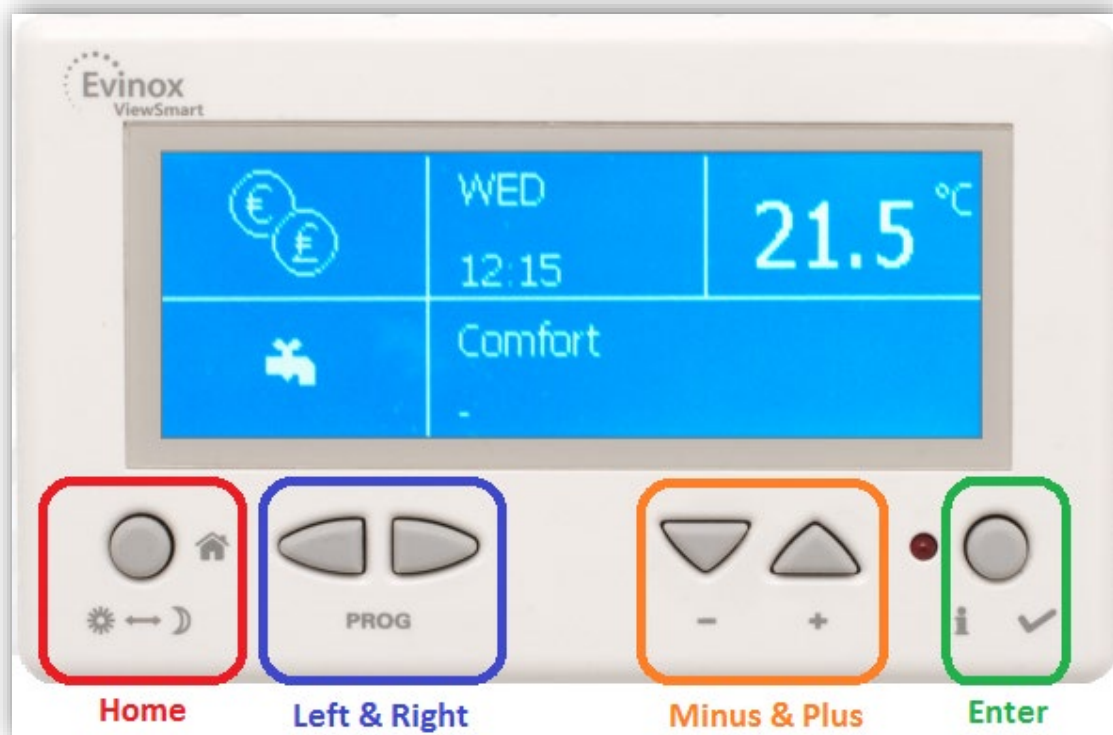 Evinox
ViewSmart
€
£
WED
12:15
21.5 °C
Comfort
-
PROG
- +
i
Home
Left & Right
Minus & Plus
Enter